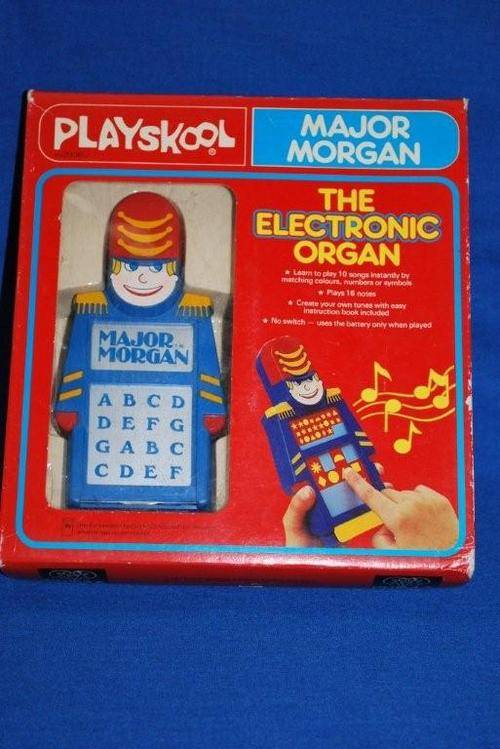 PLAYSKOOL
MAJOR
MORGAN
THE
ELECTRONIC
ORGAN
★ Learn to play 10 songs instantly by
matching colours, numbers or symbols
★ Plays 16 notes
★ Create your own tunes with easy
instruction book included
★ No switch — uses the battery only when played
MAJOR
MORGAN
A B C D
D E F G
G A B C
C D E F